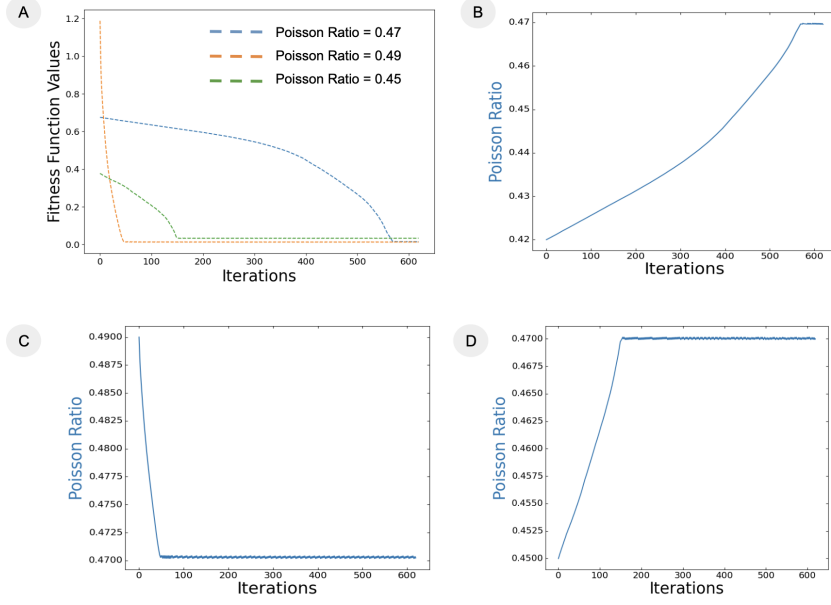 A
Fitness Function Values
1.2
1.0
0.8
0.6
0.4
0.2
0.0
Poisson Ratio = 0.47
Poisson Ratio = 0.49
Poisson Ratio = 0.45
0 100 200 300 400 500 600
Iterations
B
Poisson Ratio
0.47
0.46
0.45
0.44
0.43
0.42
0 100 200 300 400 500 600
Iterations
C
Poisson Ratio
0.4900
0.4875
0.4850
0.4825
0.4800
0.4775
0.4750
0.4725
0.4700
0 100 200 300 400 500 600
Iterations
D
Poisson Ratio
0.4700
0.4675
0.4650
0.4625
0.4600
0.4575
0.4550
0.4525
0.4500
0 100 200 300 400 500 600
Iterations